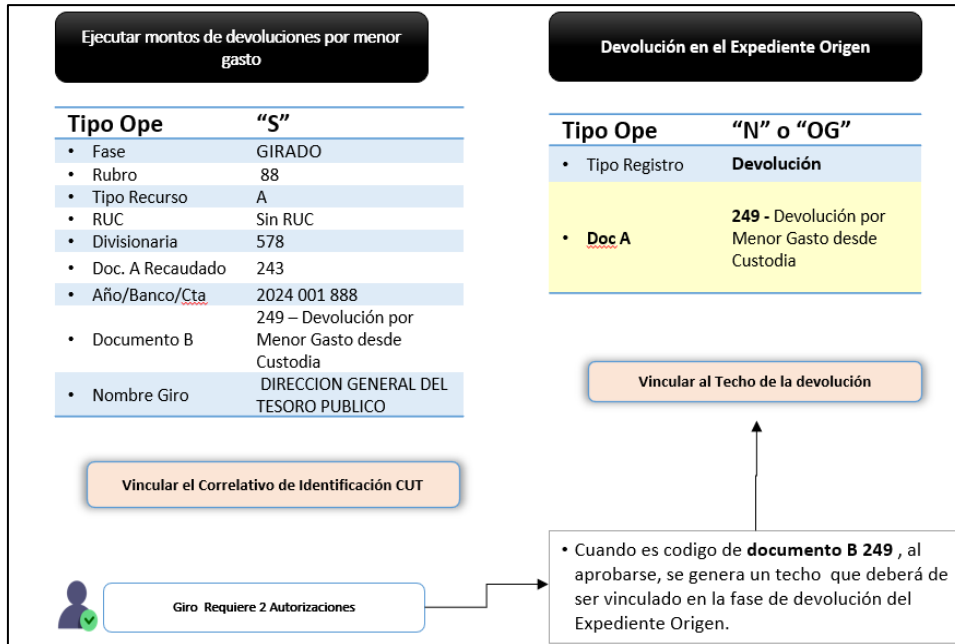 Ejecutar montos de devoluciones por menor
gasto
Tipo Ope "S"
• Fase GIRADO
• Rubro 88
• Tipo Recurso A
• RUC Sin RUC
• Divisionaria 578
• Doc. A Recaudado 243
• Año/Banco/Cta 2024 001 888
• Documento B 249 – Devolución por
Menor Gasto desde
Custodia
• Nombre Giro DIRECCION GENERAL DEL
TESORO PUBLICO
Vincular el Correlativo de Identificación CUT
Giro Requiere 2 Autorizaciones
Devolución en el Expediente Origen
Tipo Ope "N" o "OG"
• Tipo Registro Devolución
• Doc A 249 - Devolución por
Menor Gasto desde
Custodia
Vincular al Techo de la devolución
• Cuando es codigo de documento B 249 , al
aprobarse, se genera un techo que deberá de
ser vinculado en la fase de devolución del
Expediente Origen.